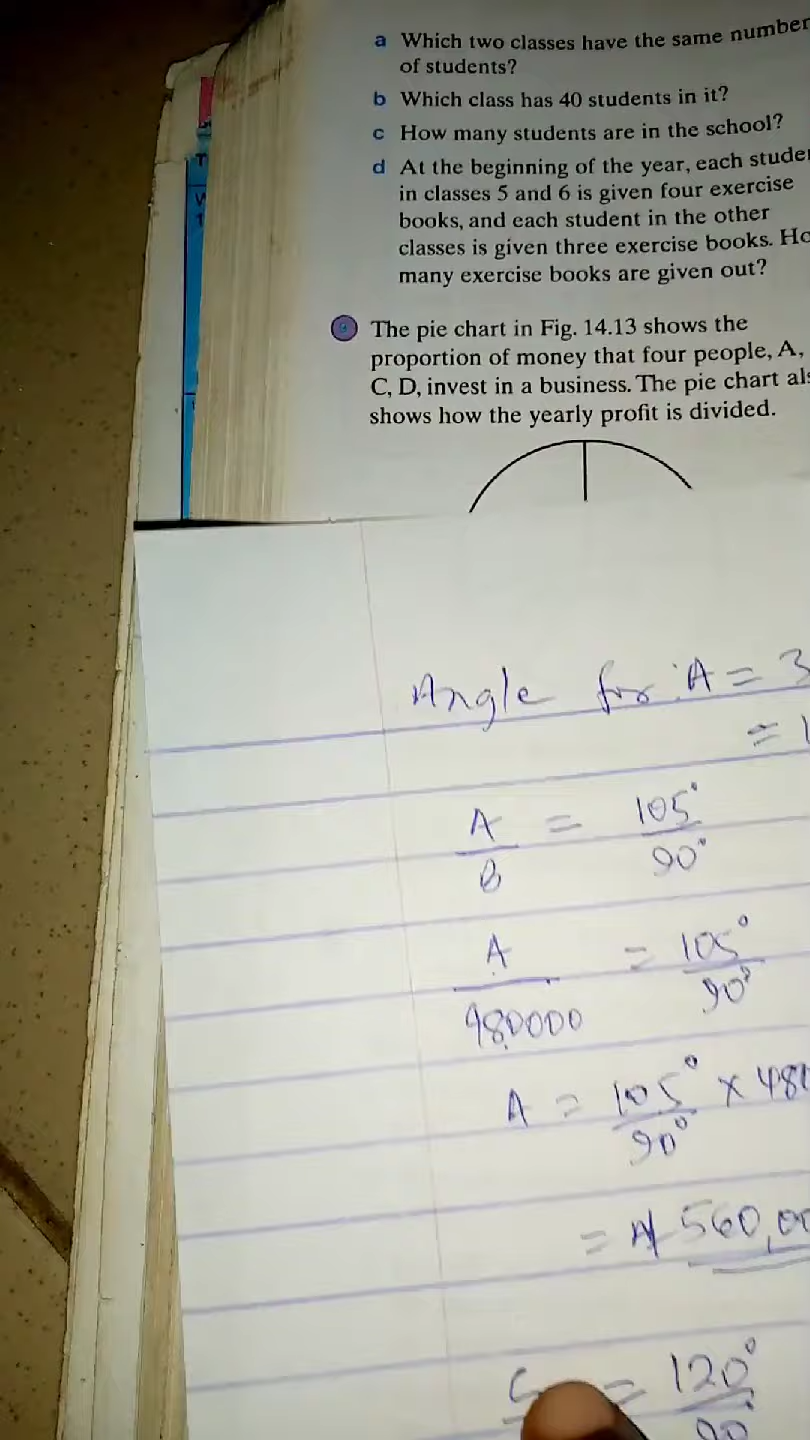 a Which two classes have the same number
of students?
b Which class has 40 students in it?
c How many students are in the school?
d At the beginning of the year, each
in classes 5 and 6 is given four exercise
books, and each student in the other
classes is given three exercise books.
many exercise books are given out?
The pie chart in Fig. 14.13 shows the
proportion of money that four people, A,
C, D, invest in a business. The pie chart
shows how the yearly profit is divided.
Angle for A = 3
= 1
A/B = 105°/90°
A/480000 = 105°/90°
A = 105°/90° × 480
= ₦ 560,00
= 120°/90